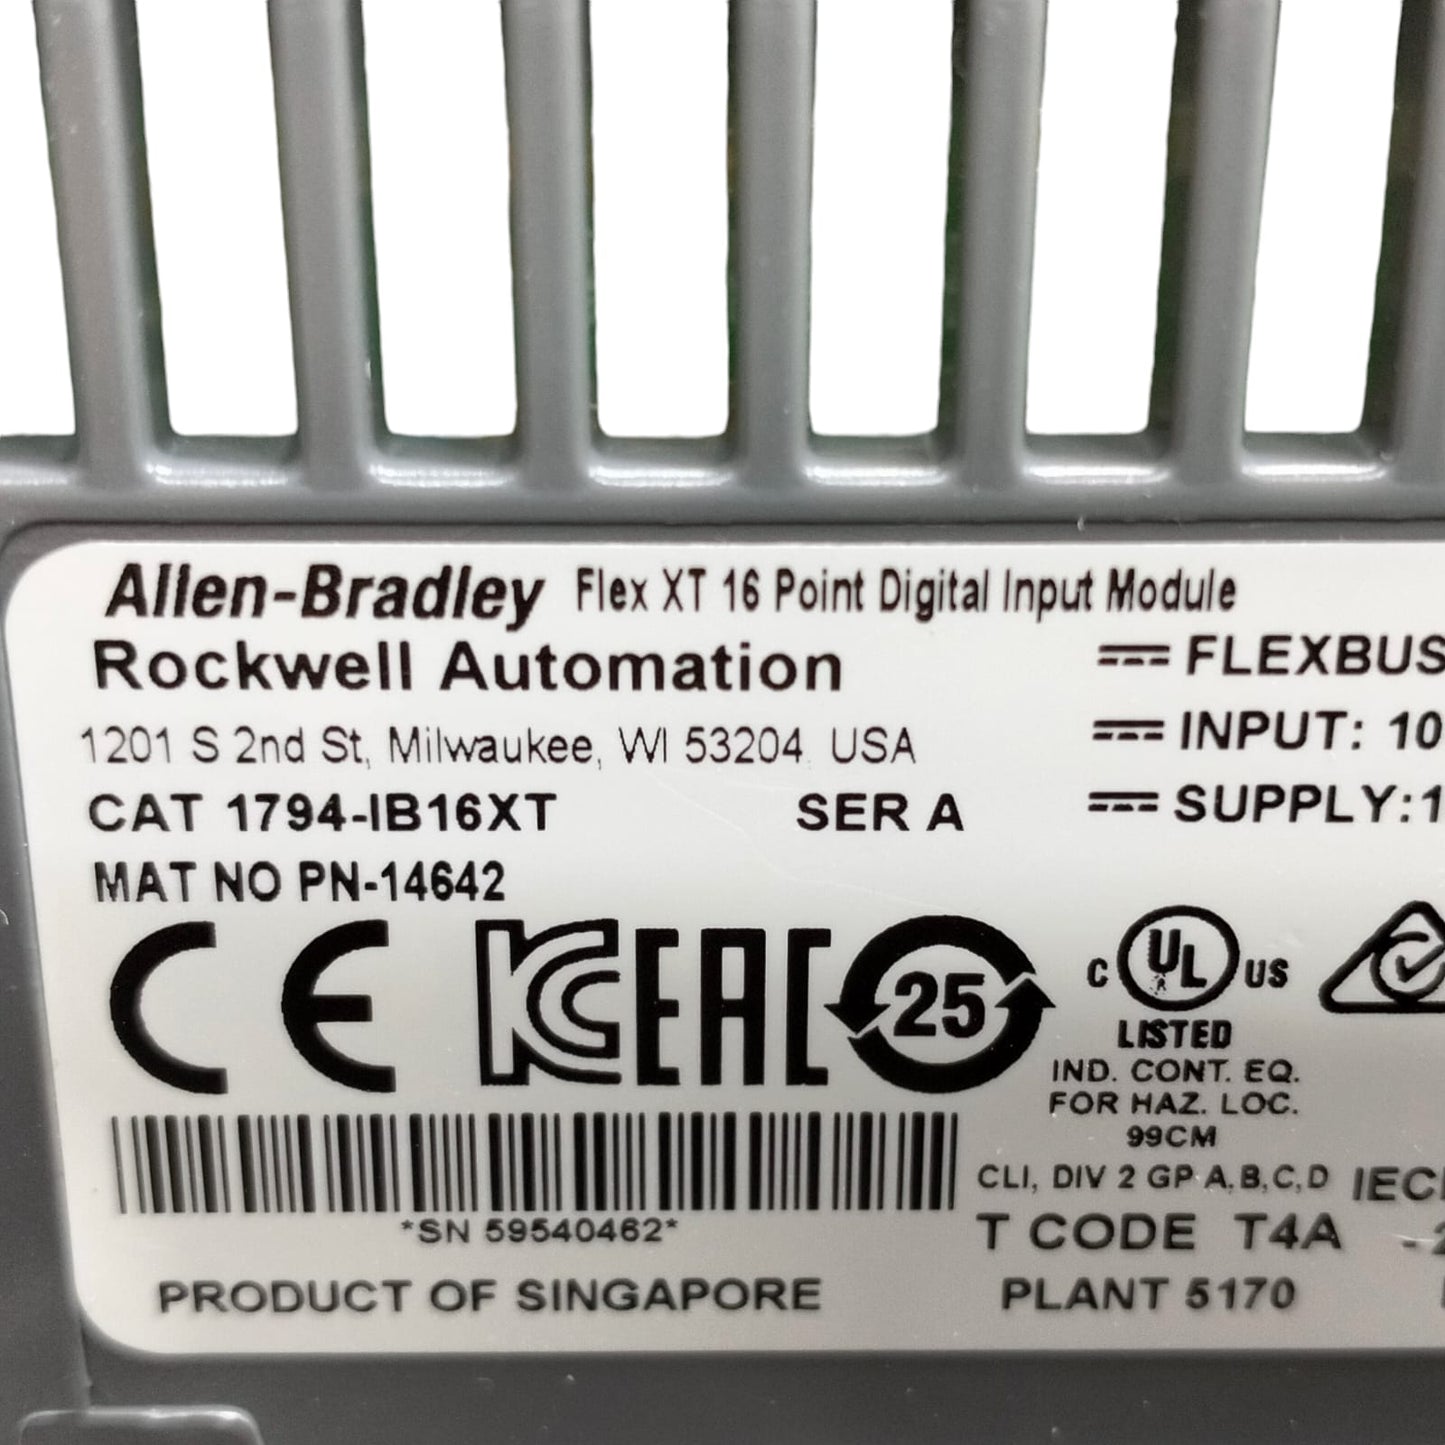 Allen-Bradley Flex XT 16 Point Digital Input Module
Rockwell Automation
FLEXBUS
1201 S 2nd St, Milwaukee, WI 53204 USA
INPUT: 10
CAT 1794-IB16XT SER A
SUPPLY:1
MAT NO PN-14642
CE KC EAC 25 C UL US
LISTED
IND. CONT. EQ.
FOR HAZ. LOC.
99CM
CLI, DIV 2 GP A,B,C,D
*SN 59540462*
T CODE T4A
PRODUCT OF SINGAPORE PLANT 5170